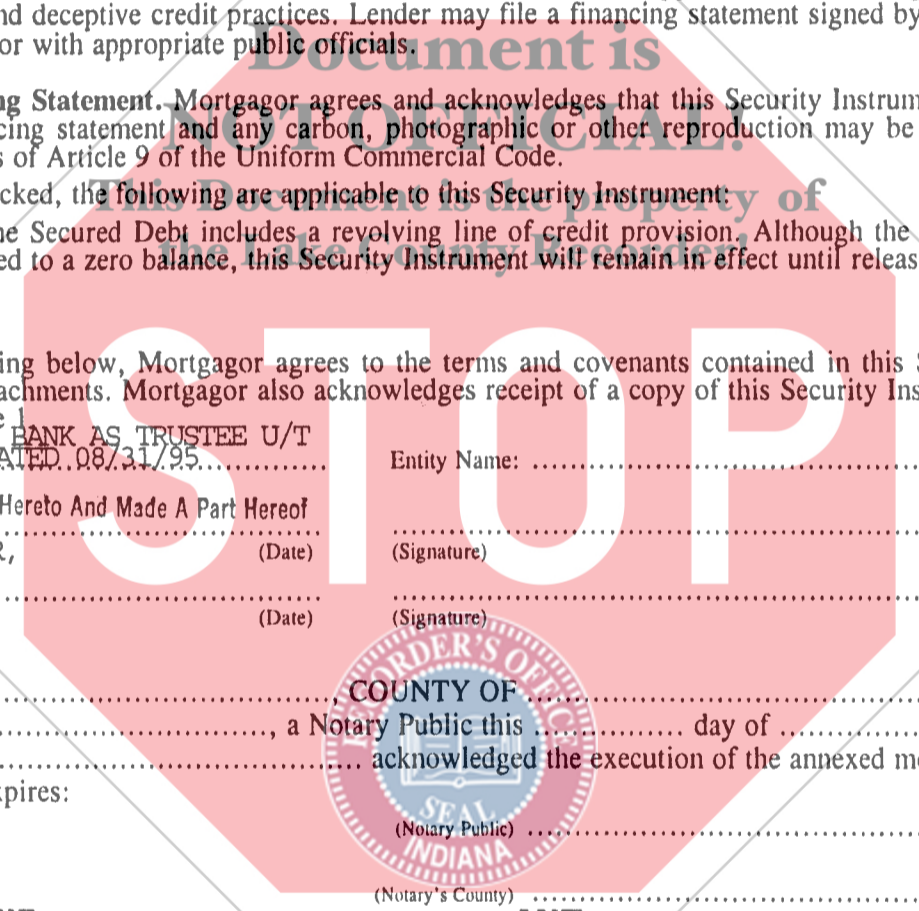 nd deceptive credit practices. Lender may file a financing statement signed by
or with appropriate public officials.
Document is
ng Statement. Mortgagor agrees and acknowledges that this Security Instrum
NOT OFFICIAL!
cing statement and any carbon, photographic or other reproduction may be
s of Article 9 of the Uniform Commercial Code.
cked, the following are applicable to this Security Instrument:
This Document is the property of
ne Secured Debt includes a revolving line of credit provision. Although the
the Lake County Recorder!
ed to a zero balance, this Security Instrument will remain in effect until releas
STOP
ing below, Mortgagor agrees to the terms and covenants contained in this
achments. Mortgagor also acknowledges receipt of a copy of this Security Ins
e 1
BANK AS TRUSTEE U/T
ATED 08/31/95 Entity Name:
Hereto And Made A Part Hereof
R, (Date) (Signature)
(Date) (Signature)
RECORDER'S OFFICE
, COUNTY OF
, a Notary Public this day of
acknowledged the execution of the annexed mo
xpires:
SEAL
(Notary Public)
INDIANA
(Notary's County)